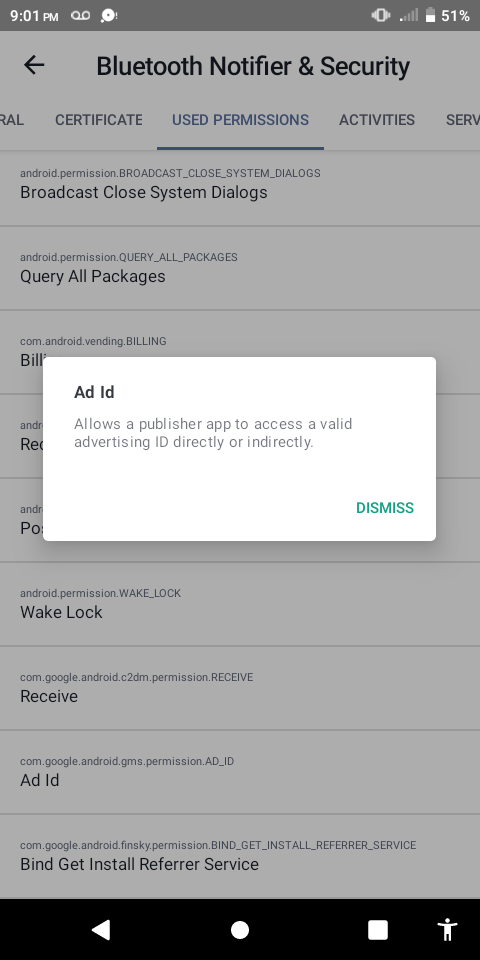 9:01 PM
51%
Bluetooth Notifier & Security
RAL CERTIFICATE USED PERMISSIONS ACTIVITIES SERV
android.permission.BROADCAST_CLOSE_SYSTEM_DIALOGS
Broadcast Close System Dialogs
android.permission.QUERY_ALL_PACKAGES
Query All Packages
com.android.vending.BILLING
Billi
andr
Rec
andr
Pos
Ad Id
Allows a publisher app to access a valid
advertising ID directly or indirectly.
DISMISS
android.permission.WAKE_LOCK
Wake Lock
com.google.android.c2dm.permission.RECEIVE
Receive
com.google.android.gms.permission.AD_ID
Ad Id
com.google.android.finsky.permission.BIND_GET_INSTALL_REFERRER_SERVICE
Bind Get Install Referrer Service